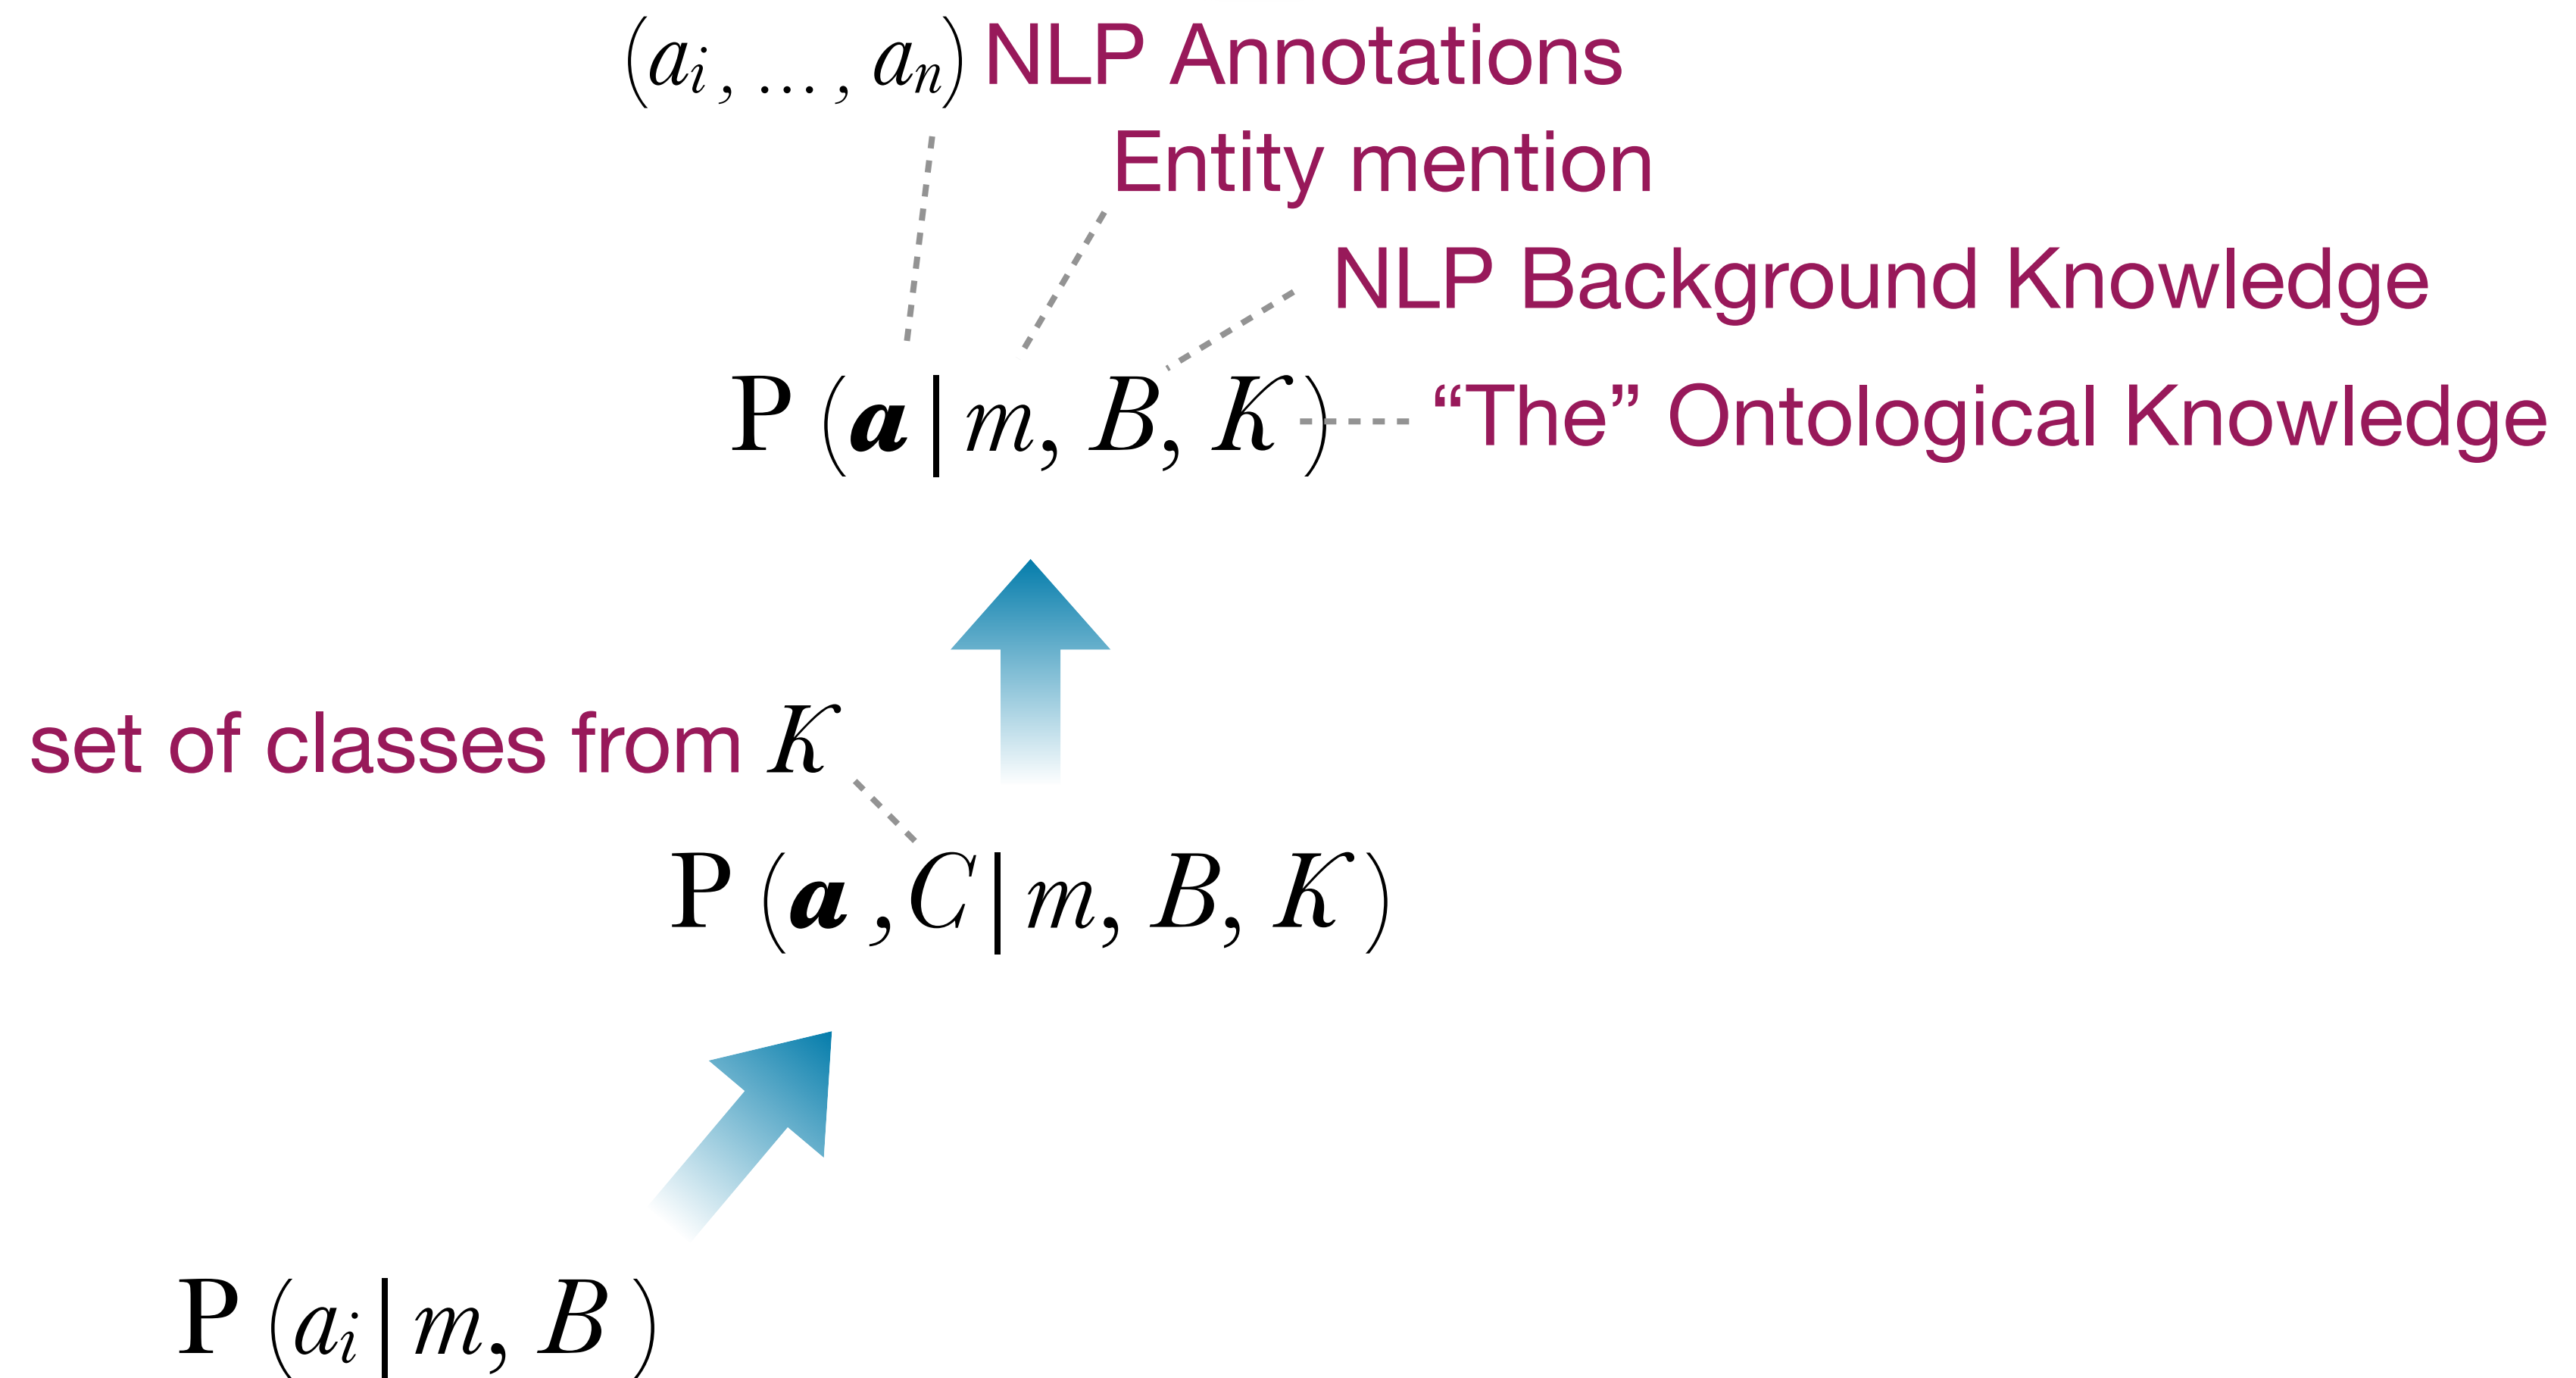 (ai, ..., an) NLP Annotations
Entity mention
NLP Background Knowledge
P (a | m, B, K) “The” Ontological Knowledge
set of classes from K
P (a ,C | m, B, K )
P (ai | m, B )